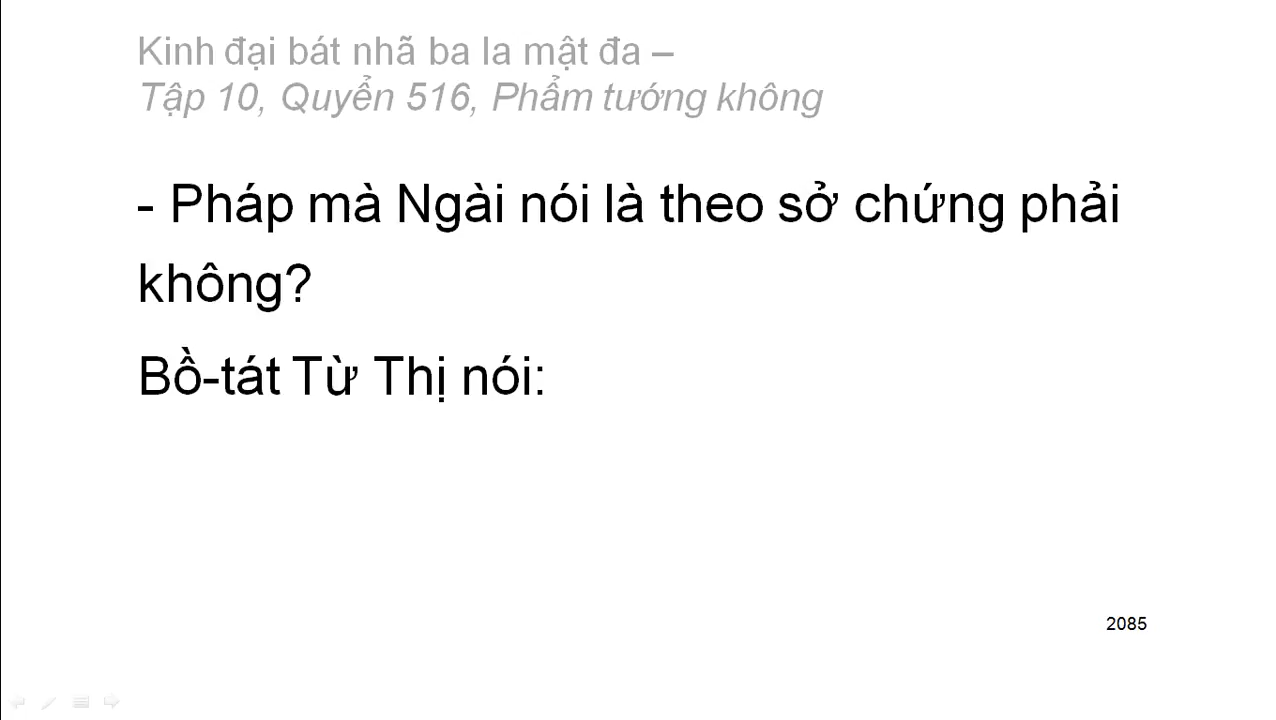 Kinh đại bát nhã ba la mật đa –
Tập 10, Quyển 516, Phẩm tướng không
- Pháp mà Ngài nói là theo sở chứng phải
không?
Bồ-tát Từ Thị nói:
2085